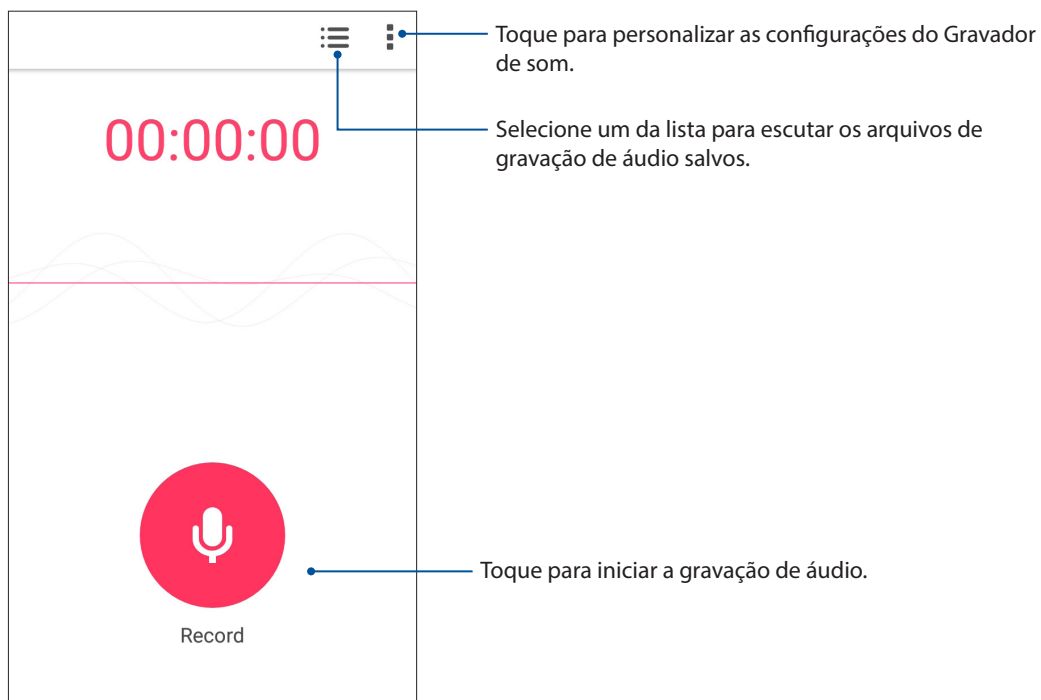 Toque para personalizar as configurações do Gravador
de som.
00:00:00
Selecione um da lista para escutar os arquivos de
gravação de áudio salvos.
Toque para iniciar a gravação de áudio.
Record